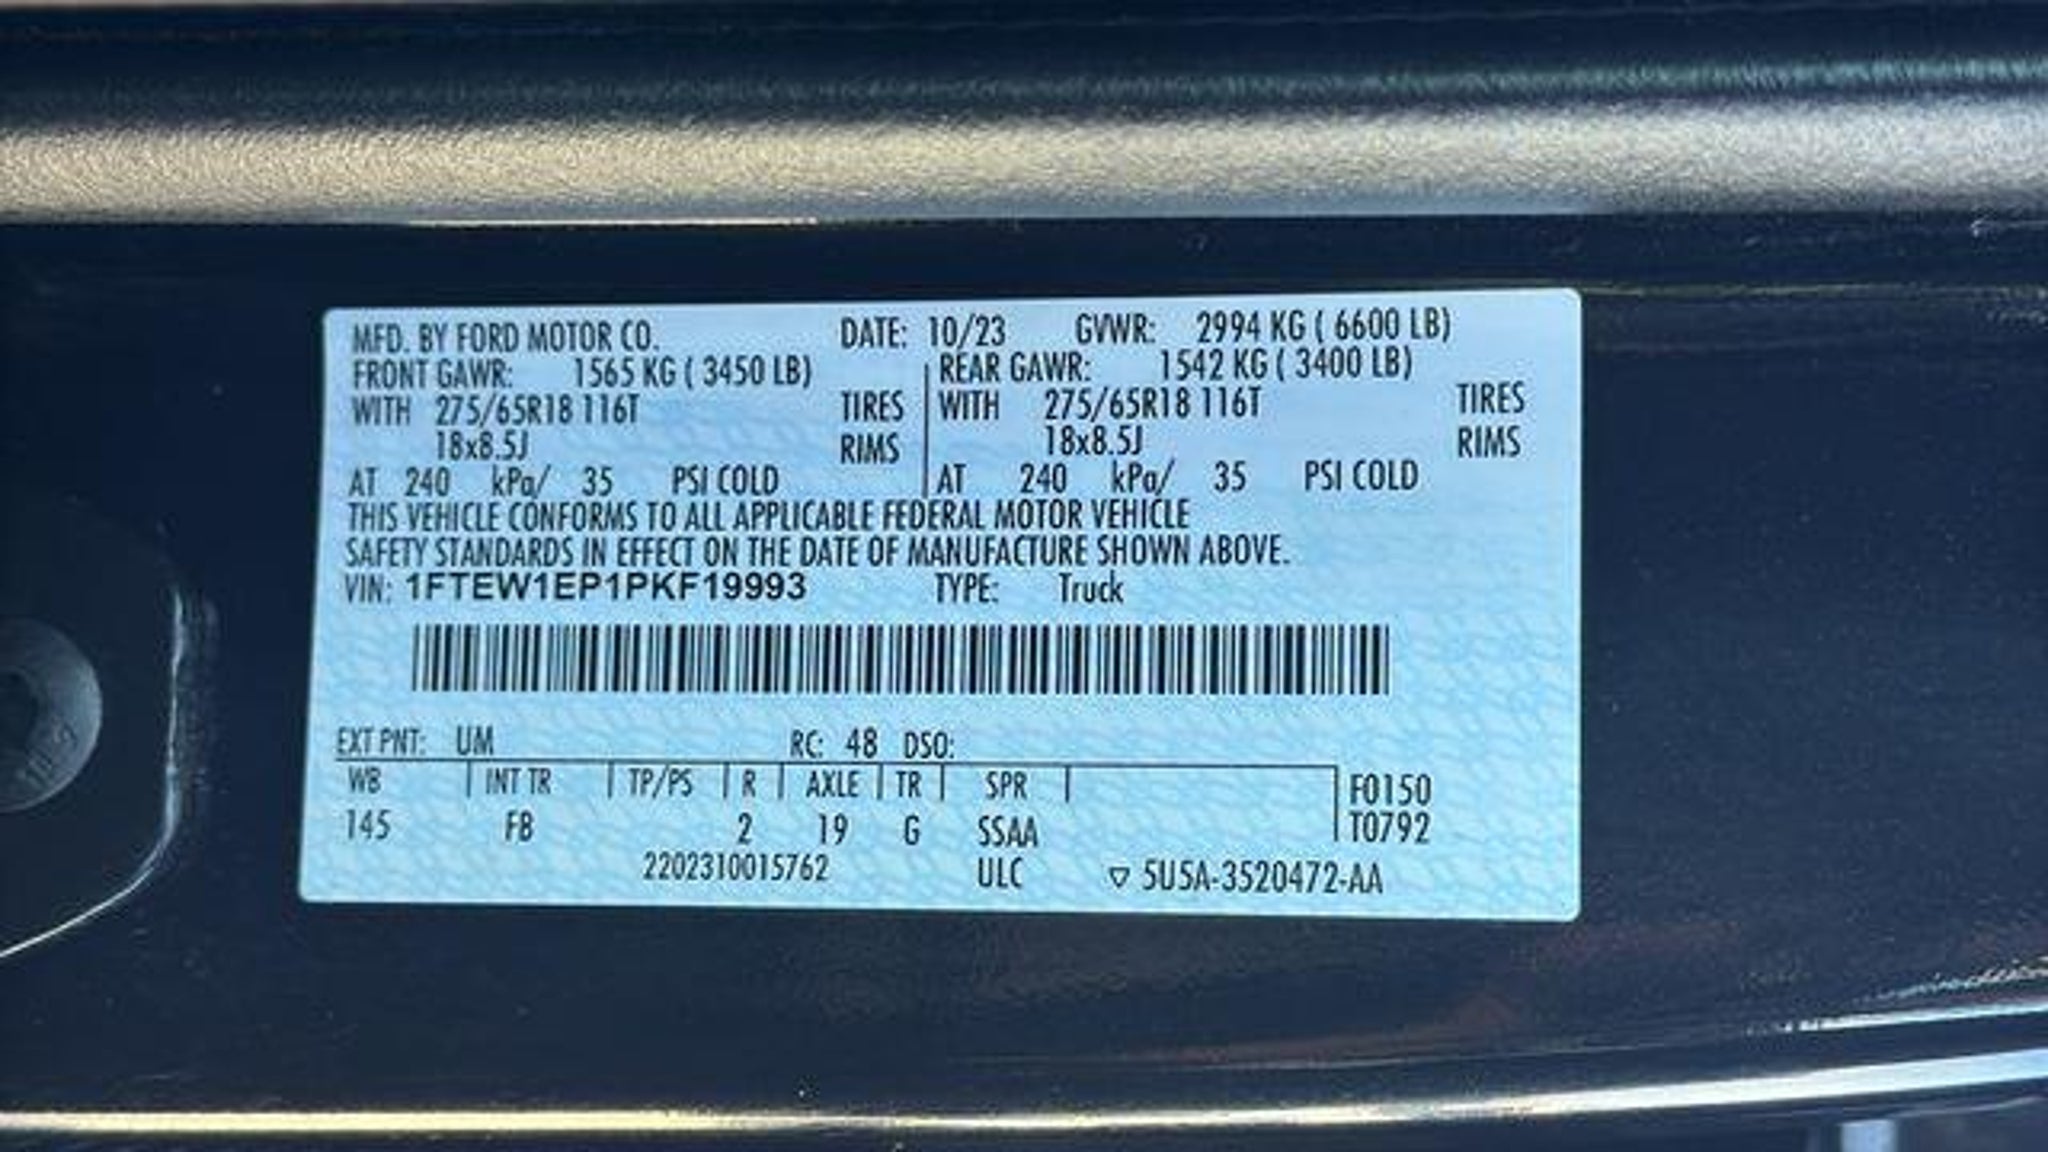 MFD. BY FORD MOTOR CO. DATE: 10/23 GVWR: 2994 KG ( 6600 LB)
FRONT GAWR: 1565 KG ( 3450 LB) REAR GAWR: 1542 KG ( 3400 LB)
WITH 275/65R18 116T TIRES WITH 275/65R18 116T TIRES
18x8.5J RIMS 18x8.5J RIMS
AT 240 kPa/ 35 PSI COLD AT 240 kPa/ 35 PSI COLD
THIS VEHICLE CONFORMS TO ALL APPLICABLE FEDERAL MOTOR VEHICLE
SAFETY STANDARDS IN EFFECT ON THE DATE OF MANUFACTURE SHOWN ABOVE.
VIN: 1FTEW1EP1PKF19993 TYPE: Truck
EXT PNT: UM RC: 48 DSO:
WB INT TR TP/PS R AXLE TR SPR F0150
145 FB 2 19 G SSAA T0792
2202310015762 ULC ▽ 5U5A-3520472-AA